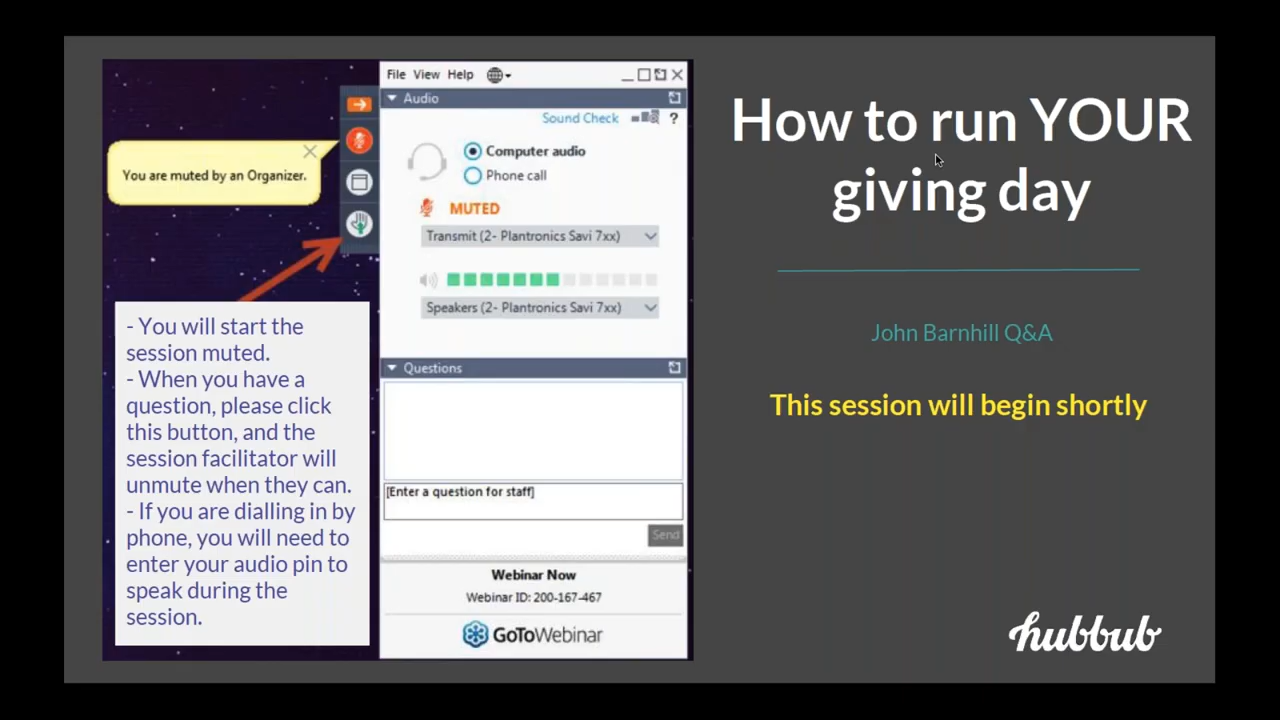 File View Help
Audio
Sound Check ?
Computer audio
Phone call
You are muted by an Organizer.
MUTED
Transmit (2- Plantronics Savi 7xx)
Speakers (2- Plantronics Savi 7xx)
- You will start the
session muted.
- When you have a
question, please click
this button, and the
session facilitator will
unmute when they can.
- If you are dialling in by
phone, you will need to
enter your audio pin to
speak during the
session.
Questions
[Enter a question for staff]
Send
Webinar Now
Webinar ID: 200-167-467
GoToWebinar
How to run YOUR
giving day
John Barnhill Q&A
This session will begin shortly
hubbub